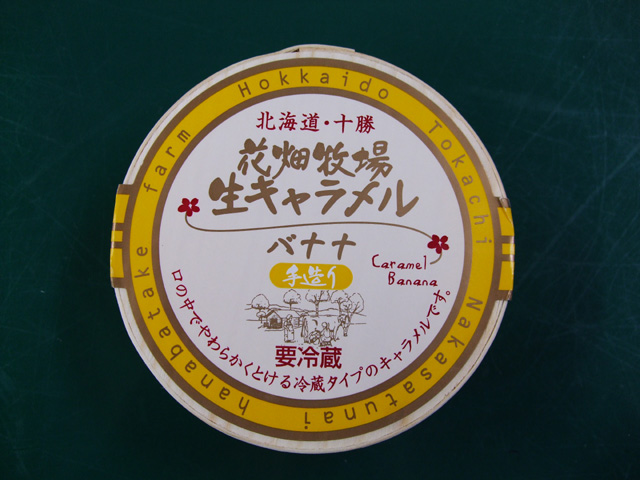 Hokkaido Tokachi Nakasatsunai hanabatake farm
北海道・十勝
花畑牧場
生キャラメル
バナナ
Caramel
Banana
手造り
要冷蔵
口の中でやわらかくとける冷蔵タイプのキャラメルです。